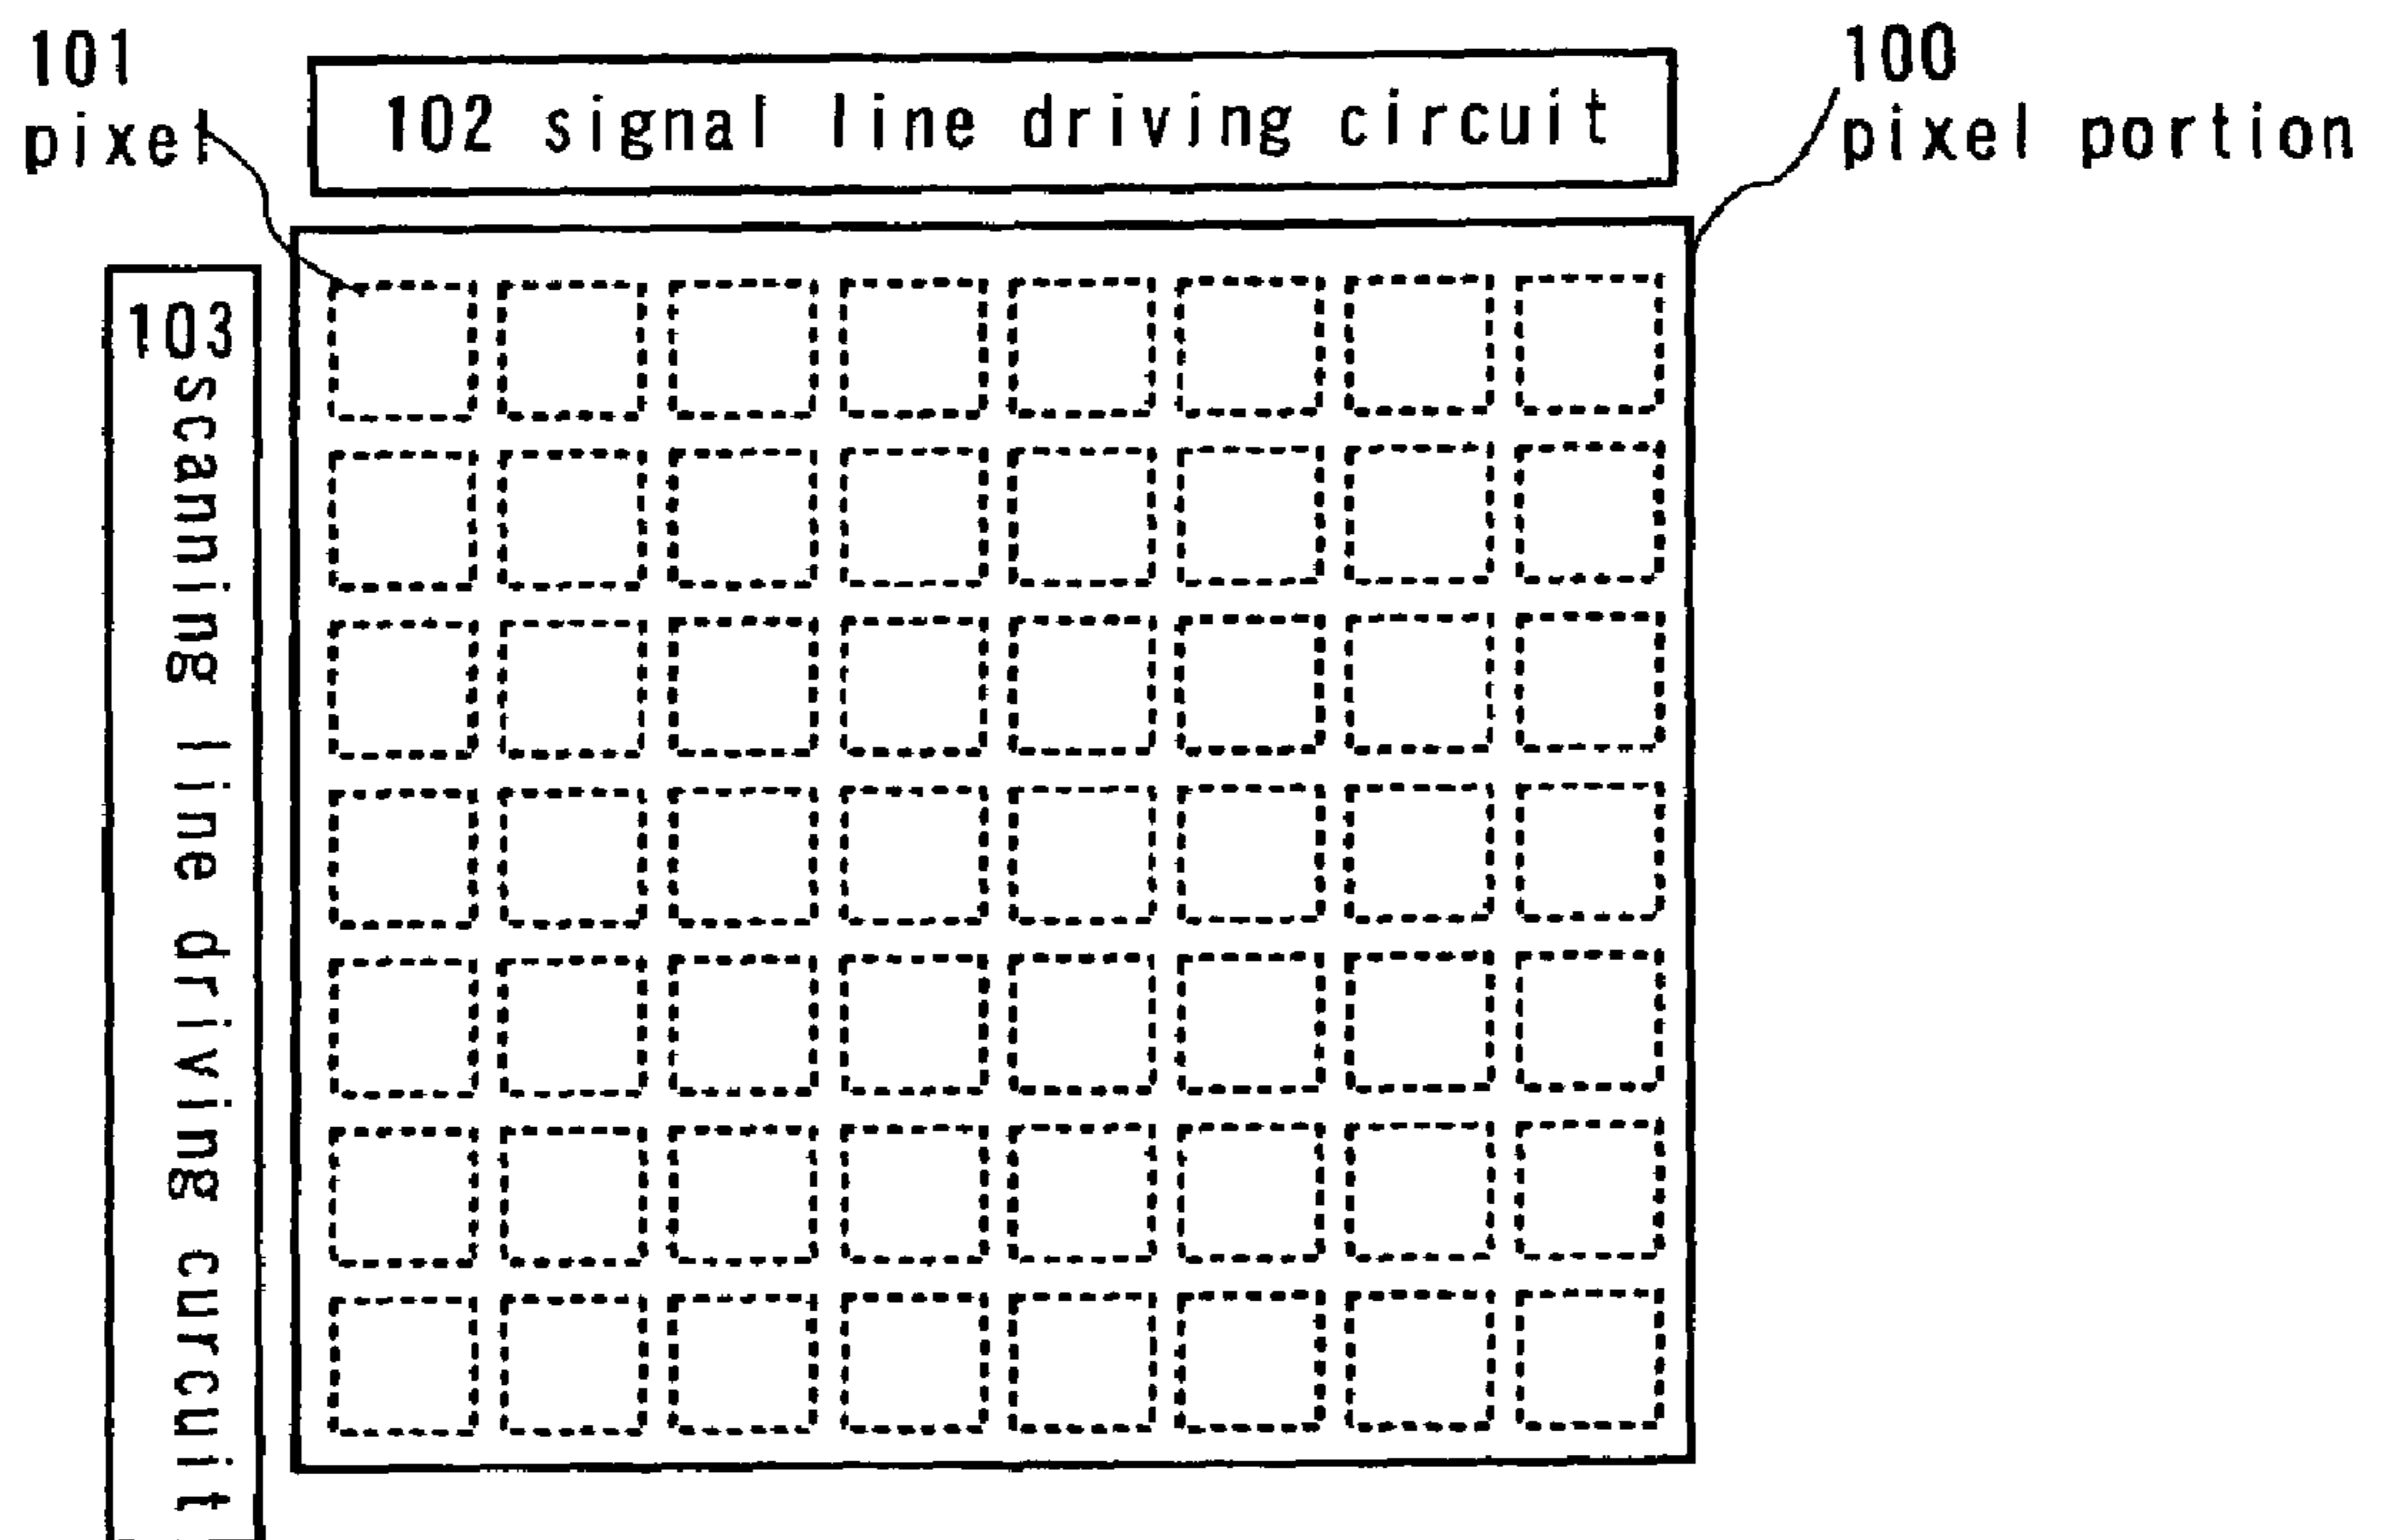 101
pixel
102 signal line driving circuit
100
pixel portion
103
scanning line driving curcuit